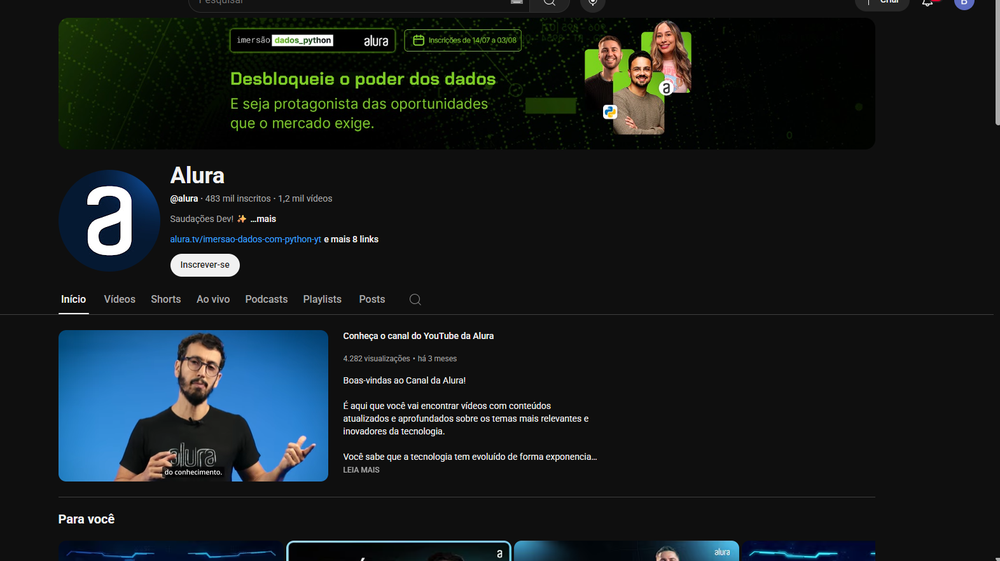 Pesquisar
Criar
B
imersão dados_python alura
Inscrições de 14/07 a 03/08
Desbloqueie o poder dos dados
E seja protagonista das oportunidades
que o mercado exige.
a
a
Alura
@alura · 483 mil inscritos · 1,2 mil vídeos
Saudações Dev! ✨ ...mais
alura.tv/imersao-dados-com-python-yt e mais 8 links
Inscrever-se
Início Vídeos Shorts Ao vivo Podcasts Playlists Posts
alura
do conhecimento.
Conheça o canal do YouTube da Alura
4.282 visualizações • há 3 meses
Boas-vindas ao Canal da Alura!
É aqui que você vai encontrar vídeos com conteúdos
atualizados e aprofundados sobre os temas mais relevantes e
inovadores da tecnologia.
Você sabe que a tecnologia tem evoluído de forma exponencia...
LEIA MAIS
Para você
a
alura